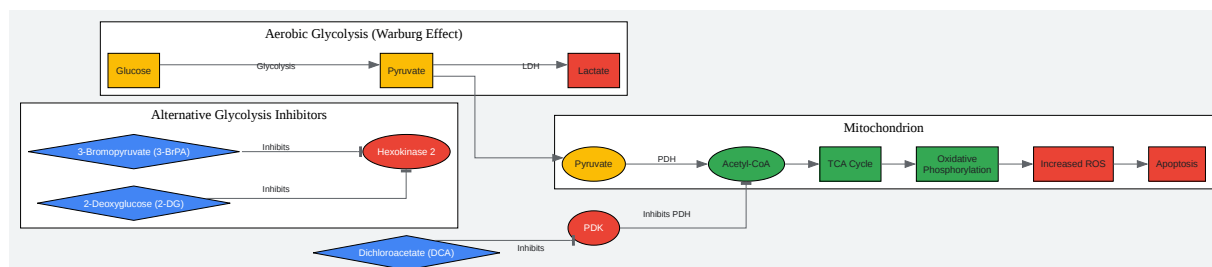 Aerobic Glycolysis (Warburg Effect)
Glucose
Glycolysis
Pyruvate
LDH
Lactate
Alternative Glycolysis Inhibitors
3-Bromopyruvate (3-BrPA)
Inhibits
Hexokinase 2
2-Deoxyglucose (2-DG)
Inhibits
Mitochondrion
Pyruvate
PDH
Acetyl-CoA
TCA Cycle
Oxidative
Phosphorylation
Increased ROS
Apoptosis
Dichloroacetate (DCA)
Inhibits
PDK
Inhibits PDH